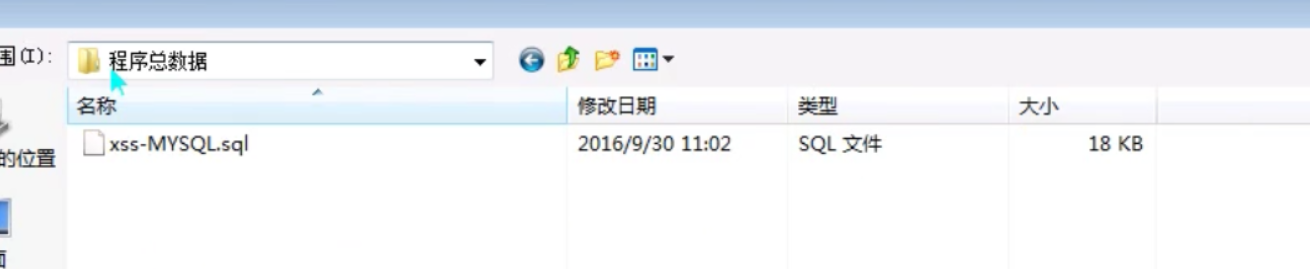 围(I):
程序总数据
名称 修改日期 类型 大小
xss-MYSQL.sql 2016/9/30 11:02 SQL 文件 18 KB
的位置
面